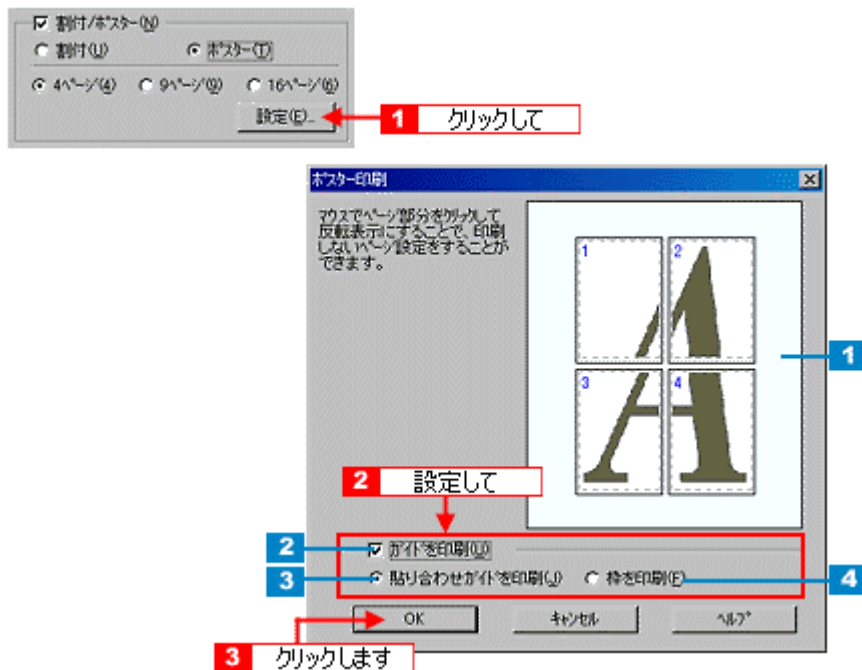 割付/ポスター(N)
割付(U) ポスター(T)
4ページ(4) 9ページ(9) 16ページ(6)
設定(E)...
1 クリックして
ポスター印刷
マウスでページ部分をクリックして
反転表示にすることで、印刷
しないページ設定をすることが
できます。
1 2
3 4
1
2 設定して
2 ガイドを印刷(U)
3 貼り合わせガイドを印刷(J) 枠を印刷(F) 4
OK キャンセル ヘルプ
3 クリックします